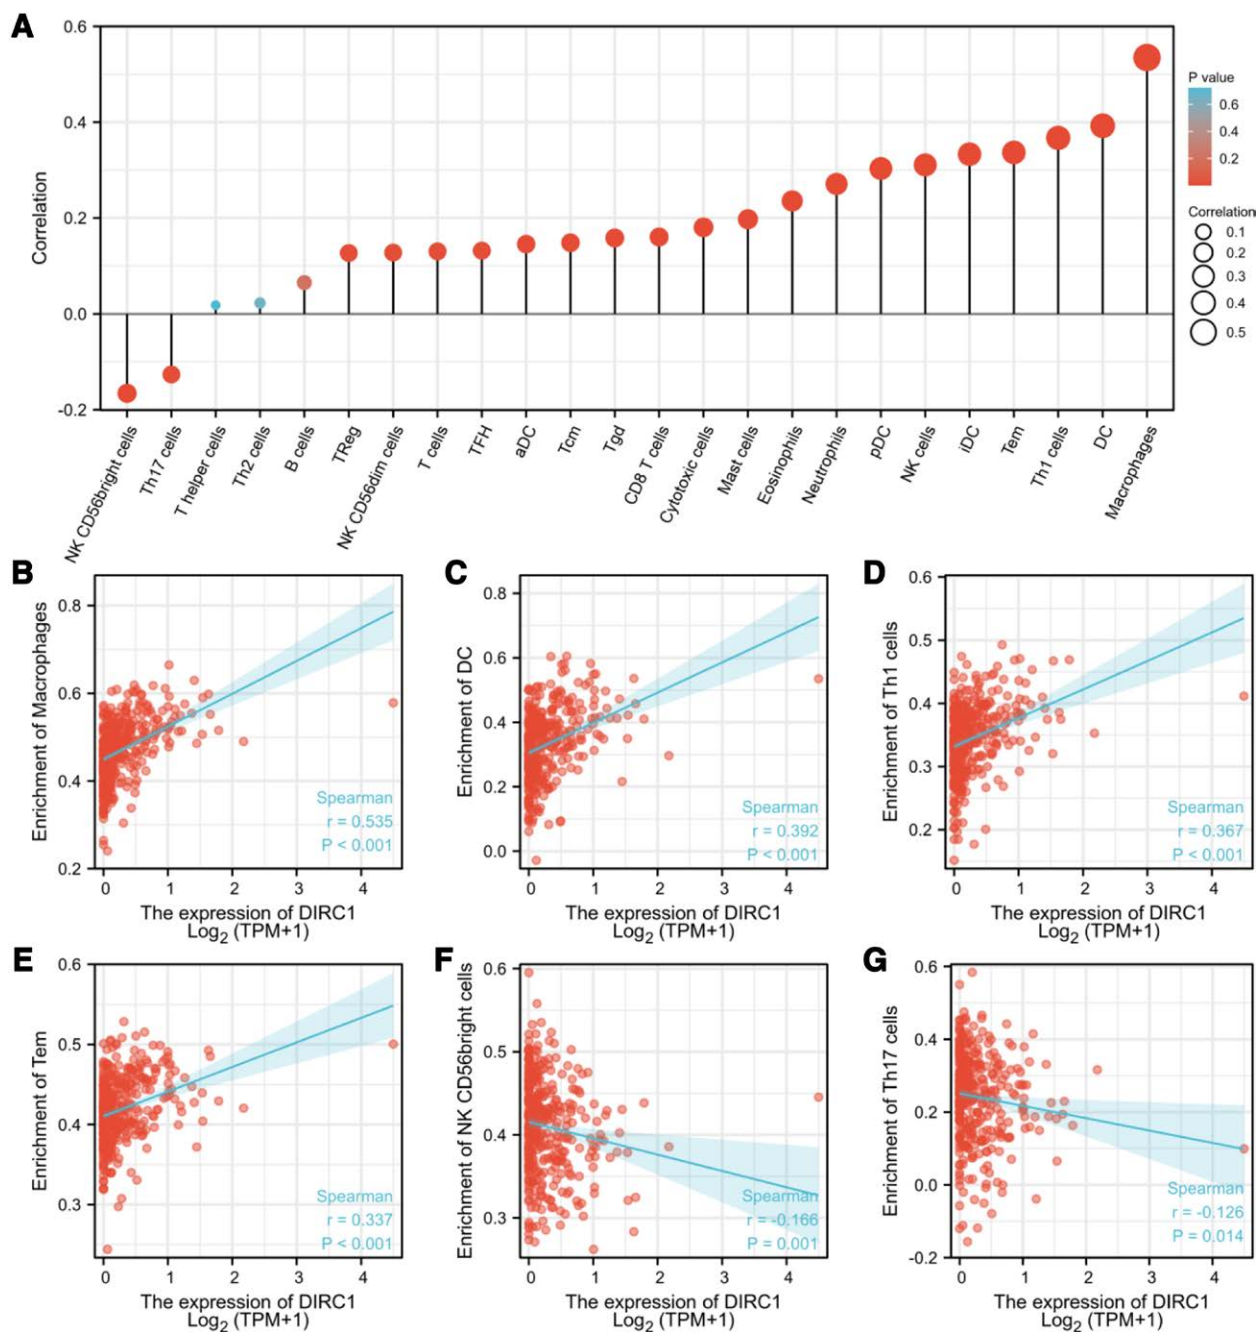 A
0.6
0.4
0.2
0.0
-0.2
Correlation
NK CD56bright cells
Th17 cells
T helper cells
Th2 cells
B cells
TReg
NK CD56dim cells
T cells
TFH
aDC
Tcm
Tgd
CD8 T cells
Cytotoxic cells
Mast cells
Eosinophils
Neutrophils
pDC
NK cells
iDC
Tem
Th1 cells
DC
Macrophages
P value
0.6
0.4
0.2
Correlation
0.1
0.2
0.3
0.4
0.5
B
Enrichment of Macrophages
0.8
0.6
0.4
0.2
Spearman
r = 0.535
P < 0.001
0 1 2 3 4
The expression of DIRC1
Log2 (TPM+1)
C
Enrichment of DC
0.8
0.6
0.4
0.2
0.0
Spearman
r = 0.392
P < 0.001
0 1 2 3 4
The expression of DIRC1
Log2 (TPM+1)
D
Enrichment of Th1 cells
0.6
0.5
0.4
0.3
0.2
Spearman
r = 0.367
P < 0.001
0 1 2 3 4
The expression of DIRC1
Log2 (TPM+1)
E
Enrichment of Tem
0.6
0.5
0.4
0.3
Spearman
r = 0.337
P < 0.001
0 1 2 3 4
The expression of DIRC1
Log2 (TPM+1)
F
Enrichment of NK CD56bright cells
0.6
0.5
0.4
0.3
Spearman
r = -0.166
P = 0.001
0 1 2 3 4
The expression of DIRC1
Log2 (TPM+1)
G
Enrichment of Th17 cells
0.6
0.4
0.2
0.0
-0.2
Spearman
r = -0.126
P = 0.014
0 1 2 3 4
The expression of DIRC1
Log2 (TPM+1)